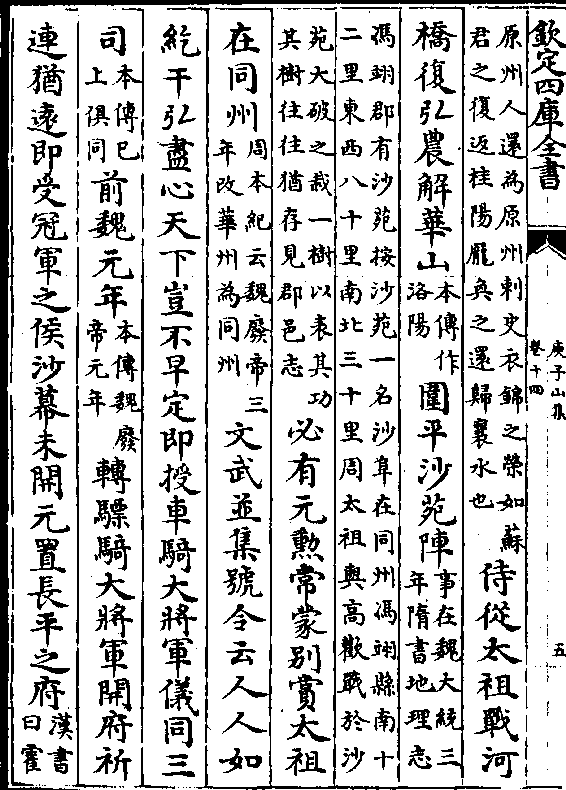 欽定四庫全書
庾子山集
卷十四
五
原州人還為原州刺史衣錦之榮如蘇
君之復返桂陽龐奐之還歸襄水也
侍從太祖戰河
橋復弘農解華山
本傳作
洛陽
圍平沙苑陣
事在魏大統三
年隋書地理志
馮翊郡有沙苑按沙苑一名沙阜在同州馮翊縣南十
二里東西八十里南北三十里周太祖與高歡戰於沙
苑大破之栽一樹以表其功
其樹往往猶存見郡邑志
必有元勲常蒙别賞太祖
在同州
周本紀云魏廢帝三
年改華州為同州
文武並集號令云人人如
紇干弘盡心天下豈不早定即授車騎大將軍儀同三
司
本傳已
上俱同
前魏元年
本傳魏廢
帝元年
轉驃騎大將軍開府祈
連猶遠即受冠軍之侯沙幕未開元置長平之府
漢書
曰霍